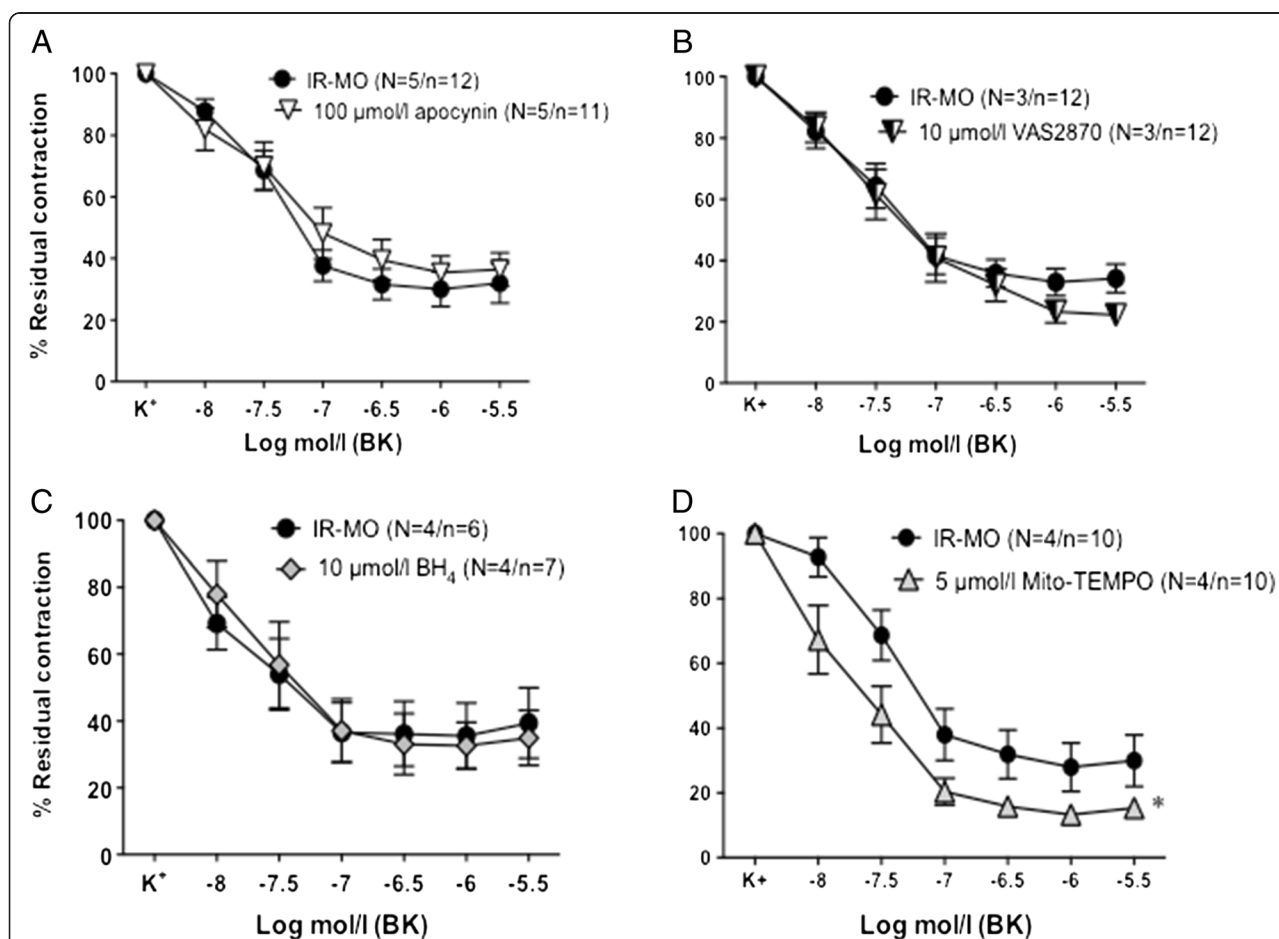 A
% Residual contraction
100
80
60
40
20
0
IR-MO (N=5/n=12)
100 µmol/l apocynin (N=5/n=11)
K⁺ -8 -7.5 -7 -6.5 -6 -5.5
Log mol/l (BK)
B
100
80
60
40
20
0
IR-MO (N=3/n=12)
10 µmol/l VAS2870 (N=3/n=12)
K+ -8 -7.5 -7 -6.5 -6 -5.5
Log mol/l (BK)
C
% Residual contraction
100
80
60
40
20
0
IR-MO (N=4/n=6)
10 µmol/l BH₄ (N=4/n=7)
K⁺ -8 -7.5 -7 -6.5 -6 -5.5
Log mol/l (BK)
D
100
80
60
40
20
0
IR-MO (N=4/n=10)
5 µmol/l Mito-TEMPO (N=4/n=10)
*
K+ -8 -7.5 -7 -6.5 -6 -5.5
Log mol/l (BK)